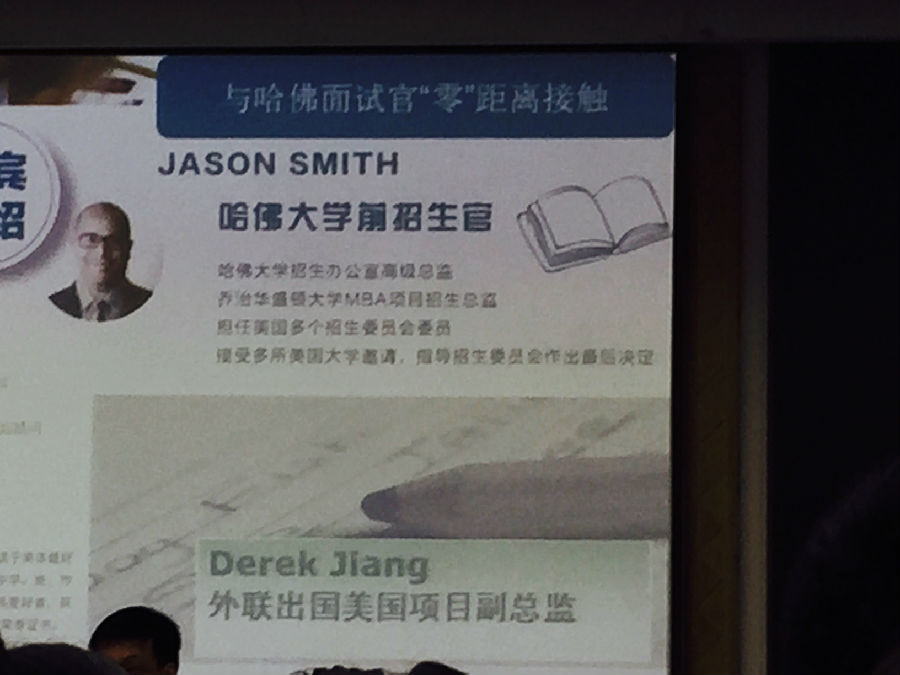 与哈佛面试官“零”距离接触
宾
招
JASON SMITH
哈佛大学前招生官
哈佛大学招生办公室高级总监
乔治华盛顿大学MBA项目招生总监
担任美国多个招生委员会委员
接受多所美国大学邀请，指导招生委员会作出最后决定
Derek Jiang
外联出国美国项目副总监